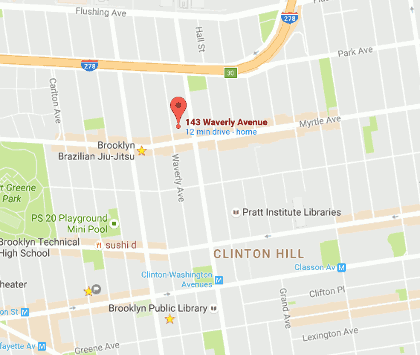 Flushing Ave
Hall St
278
278
30
Park Ave
Carlton Ave
143 Waverly Avenue
12 min drive · home
Myrtle Ave
Brooklyn
Brazilian Jiu-Jitsu
Waverly Ave
t Greene
Park
PS 20 Playground
Mini Pool
Pratt Institute Libraries
Brooklyn Technical
High School
sushi d
CLINTON HILL
Clinton-Washington
Avenues M
Classon Av M
heater
Clifton Pl
Grand Ave
Brooklyn Public Library
on St M
Lexington Ave
fayette Av M
Greene Ave